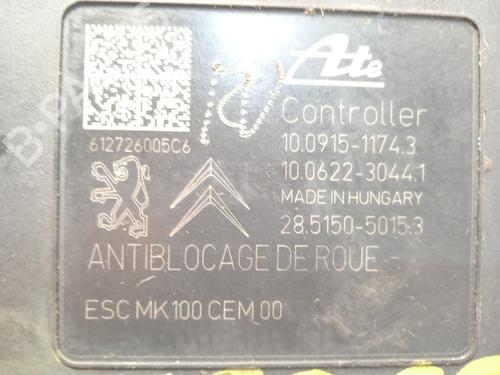 Ate
Controller
612726005C6
10.0915-1174.3
10.0622-3044.1
MADE IN HUNGARY
28.5150-5015.3
ANTIBLOCAGE DE ROUE -
ESC MK100 CEM 00